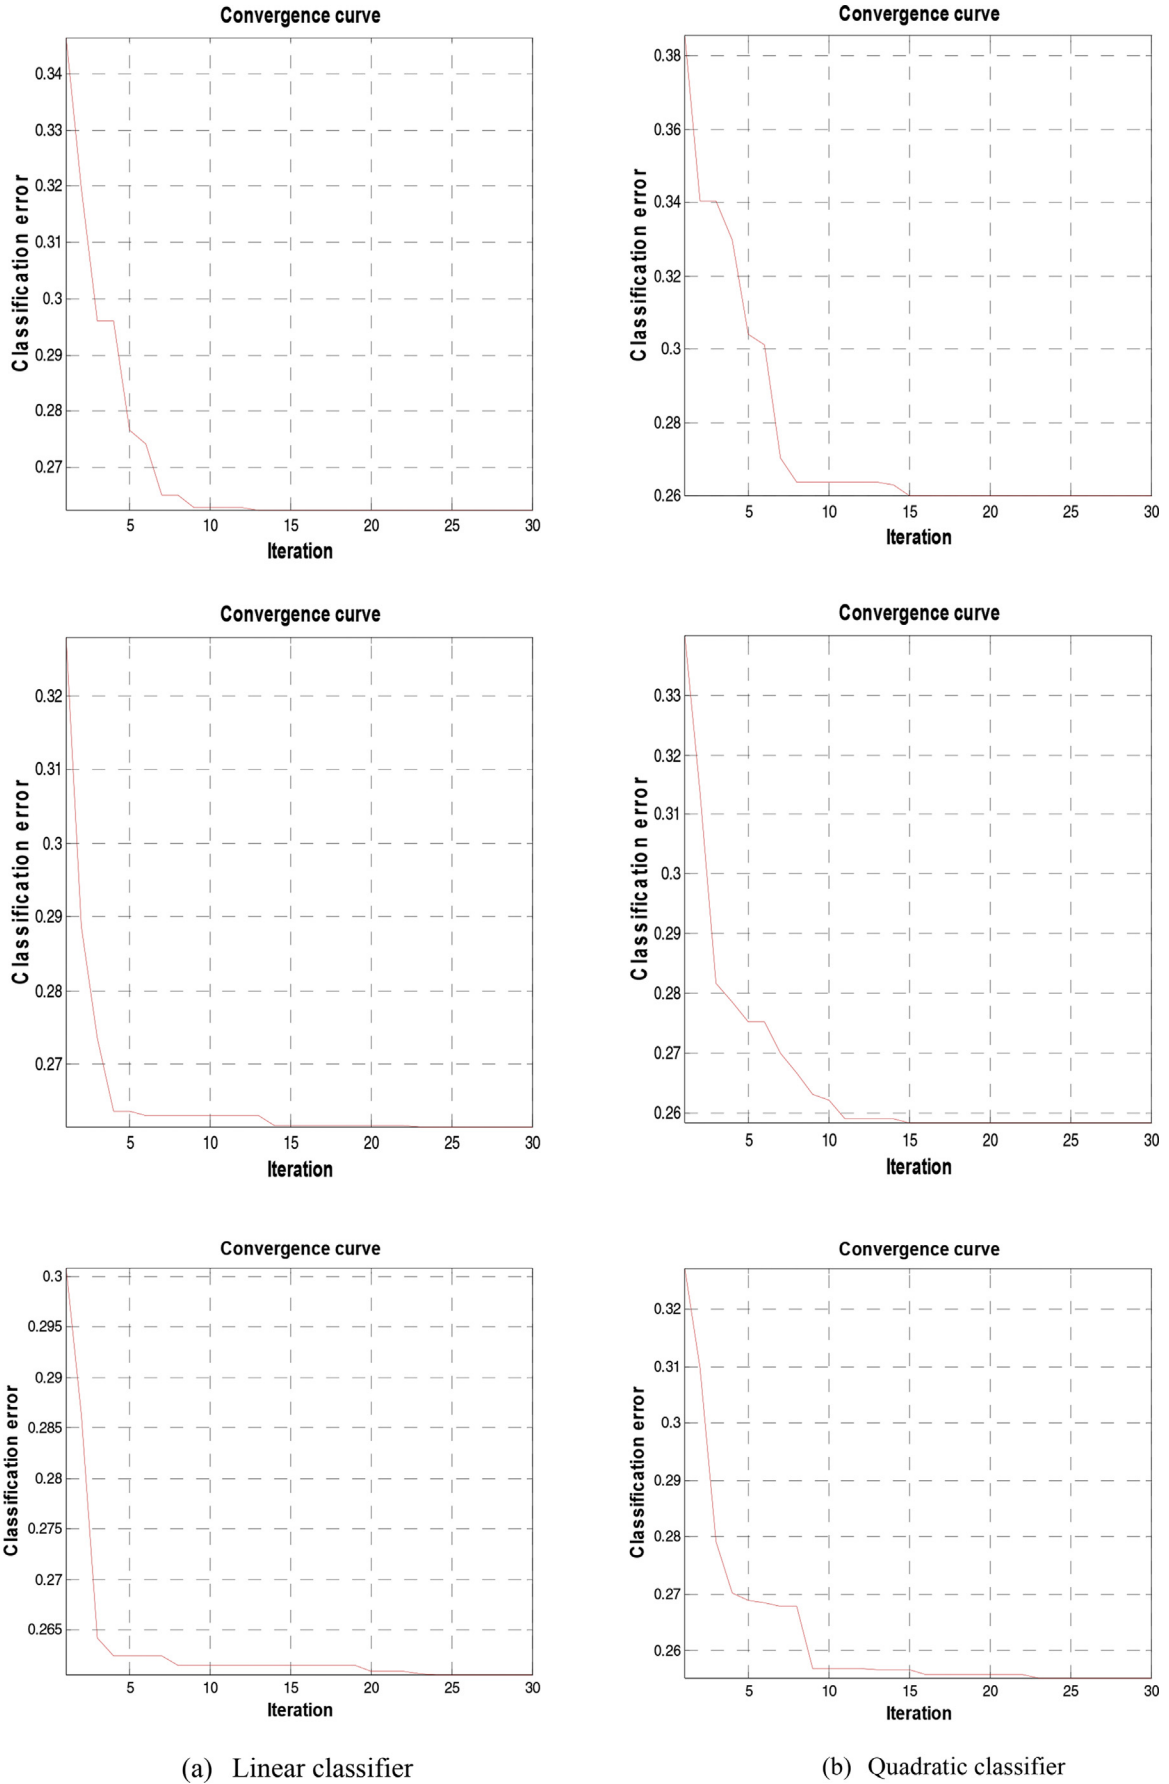 Convergence curve
0.34
0.33
0.32
0.31
0.3
0.29
0.28
0.27
Classification error
5 10 15 20 25 30
Iteration
Convergence curve
0.38
0.36
0.34
0.32
0.3
0.28
0.26
Classification error
5 10 15 20 25 30
Iteration
Convergence curve
0.32
0.31
0.3
0.29
0.28
0.27
Classification error
5 10 15 20 25 30
Iteration
Convergence curve
0.33
0.32
0.31
0.3
0.29
0.28
0.27
0.26
Classification error
5 10 15 20 25 30
Iteration
Convergence curve
0.3
0.295
0.29
0.285
0.28
0.275
0.27
0.265
Classification error
5 10 15 20 25 30
Iteration
Convergence curve
0.32
0.31
0.3
0.29
0.28
0.27
0.26
Classification error
5 10 15 20 25 30
Iteration
(a) Linear classifier
(b) Quadratic classifier